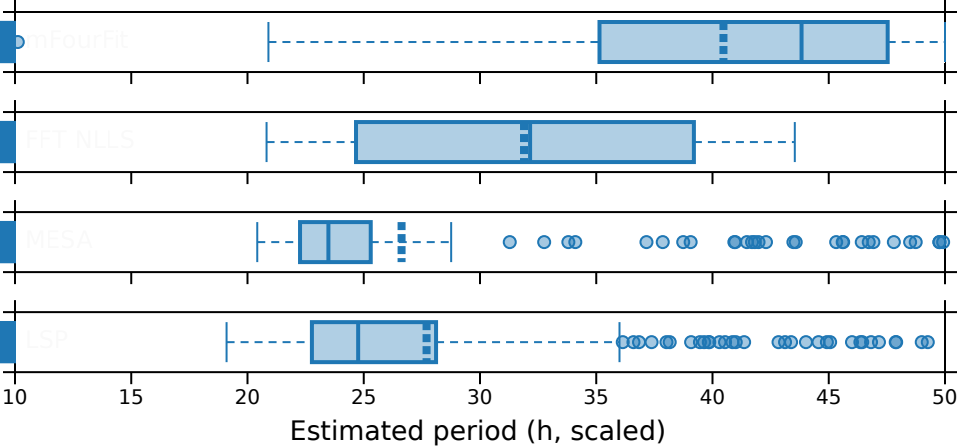 mFourFit
FFT NLLS
MESA
LSP
10 15 20 25 30 35 40 45 50
Estimated period (h, scaled)